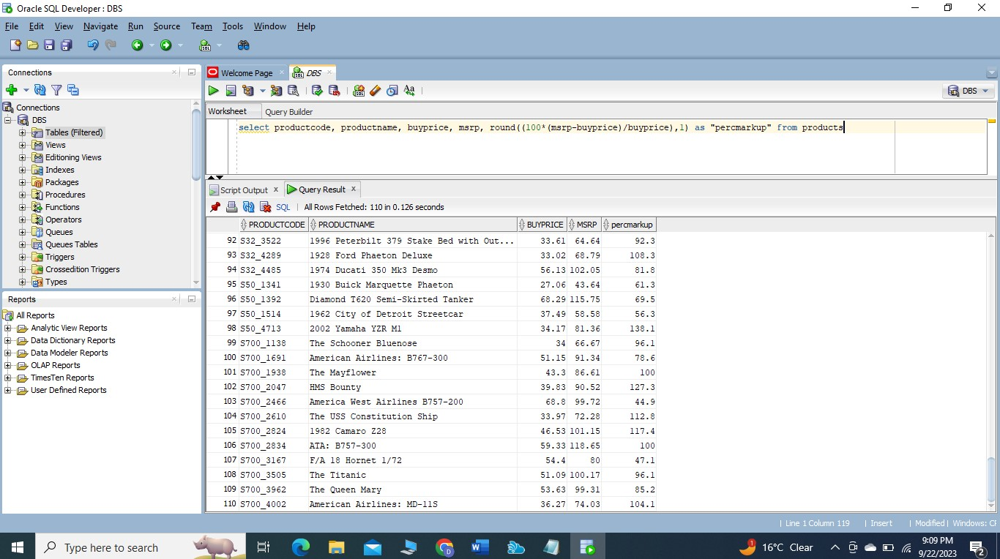 Oracle SQL Developer : DBS
File Edit View Navigate Run Source Team Tools Window Help
Connections
Welcome Page
DBS
DBS
Worksheet Query Builder
select productcode, productname, buyprice, msrp, round((100*(msrp-buyprice)/buyprice),1) as "percmarkup" from products
Connections
DBS
Tables (Filtered)
Views
Editioning Views
Indexes
Packages
Procedures
Functions
Operators
Queues
Queues Tables
Triggers
Crossedition Triggers
Types
Reports
All Reports
Analytic View Reports
Data Dictionary Reports
Data Modeler Reports
OLAP Reports
TimesTen Reports
User Defined Reports
Script Output x Query Result x
SQL | All Rows Fetched: 110 in 0.126 seconds
PRODUCTCODE PRODUCTNAME BUYPRICE MSRP percmarkup
92 S32_3522 1996 Peterbilt 379 Stake Bed with Out... 33.61 64.64 92.3
93 S32_4289 1928 Ford Phaeton Deluxe 33.02 68.79 108.3
94 S32_4485 1974 Ducati 350 Mk3 Desmo 56.13 102.05 81.8
95 S50_1341 1930 Buick Marquette Phaeton 27.06 43.64 61.3
96 S50_1392 Diamond T620 Semi-Skirted Tanker 68.29 115.75 69.5
97 S50_1514 1962 City of Detroit Streetcar 37.49 58.58 56.3
98 S50_4713 2002 Yamaha YZR M1 34.17 81.36 138.1
99 S700_1138 The Schooner Bluenose 34 66.67 96.1
100 S700_1691 American Airlines: B767-300 51.15 91.34 78.6
101 S700_1938 The Mayflower 43.3 86.61 100
102 S700_2047 HMS Bounty 39.83 90.52 127.3
103 S700_2466 America West Airlines B757-200 68.8 99.72 44.9
104 S700_2610 The USS Constitution Ship 33.97 72.28 112.8
105 S700_2824 1982 Camaro Z28 46.53 101.15 117.4
106 S700_2834 ATA: B757-300 59.33 118.65 100
107 S700_3167 F/A 18 Hornet 1/72 54.4 80 47.1
108 S700_3505 The Titanic 51.09 100.17 96.1
109 S700_3962 The Queen Mary 53.63 99.31 85.2
110 S700_4002 American Airlines: MD-11S 36.27 74.03 104.1
| Line 1 Column 119 | Insert | Modified | Windows: CF
Type here to search
1
16°C Clear
9:09 PM
9/22/2023
2